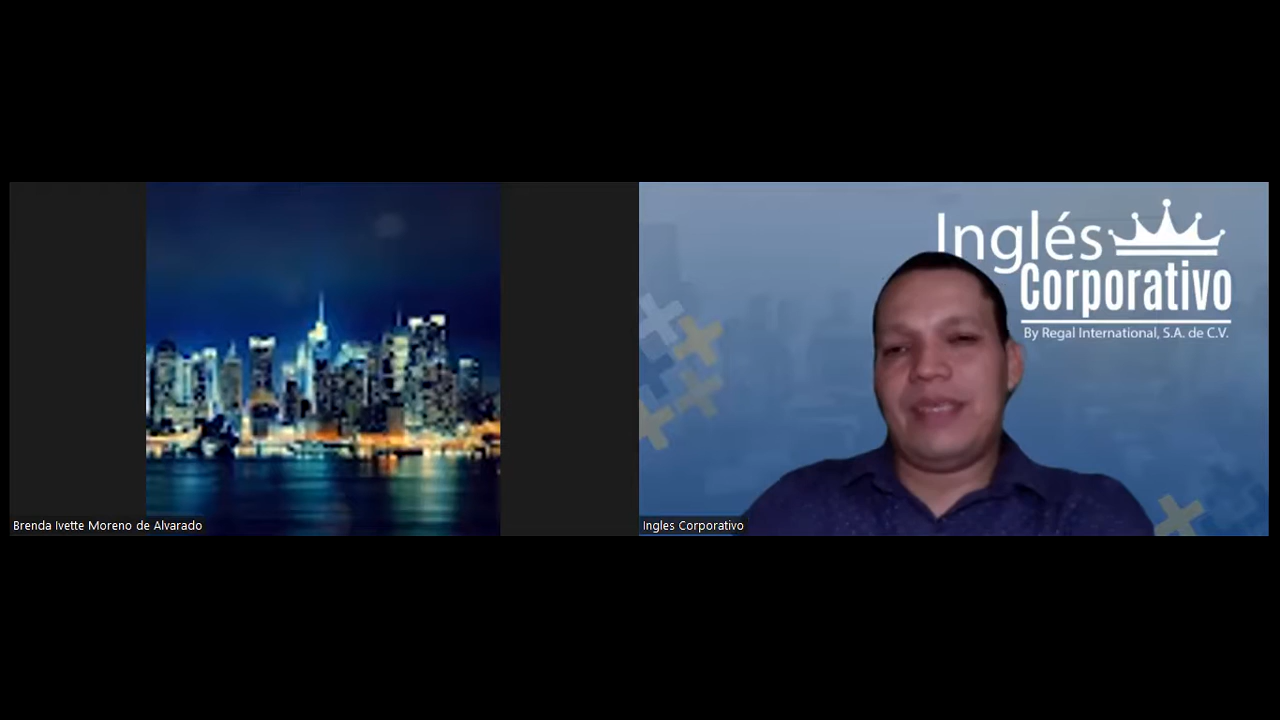 Inglés
Corporativo
By Regal International, S.A. de C.V.
Brenda Ivette Moreno de Alvarado
Ingles Corporativo